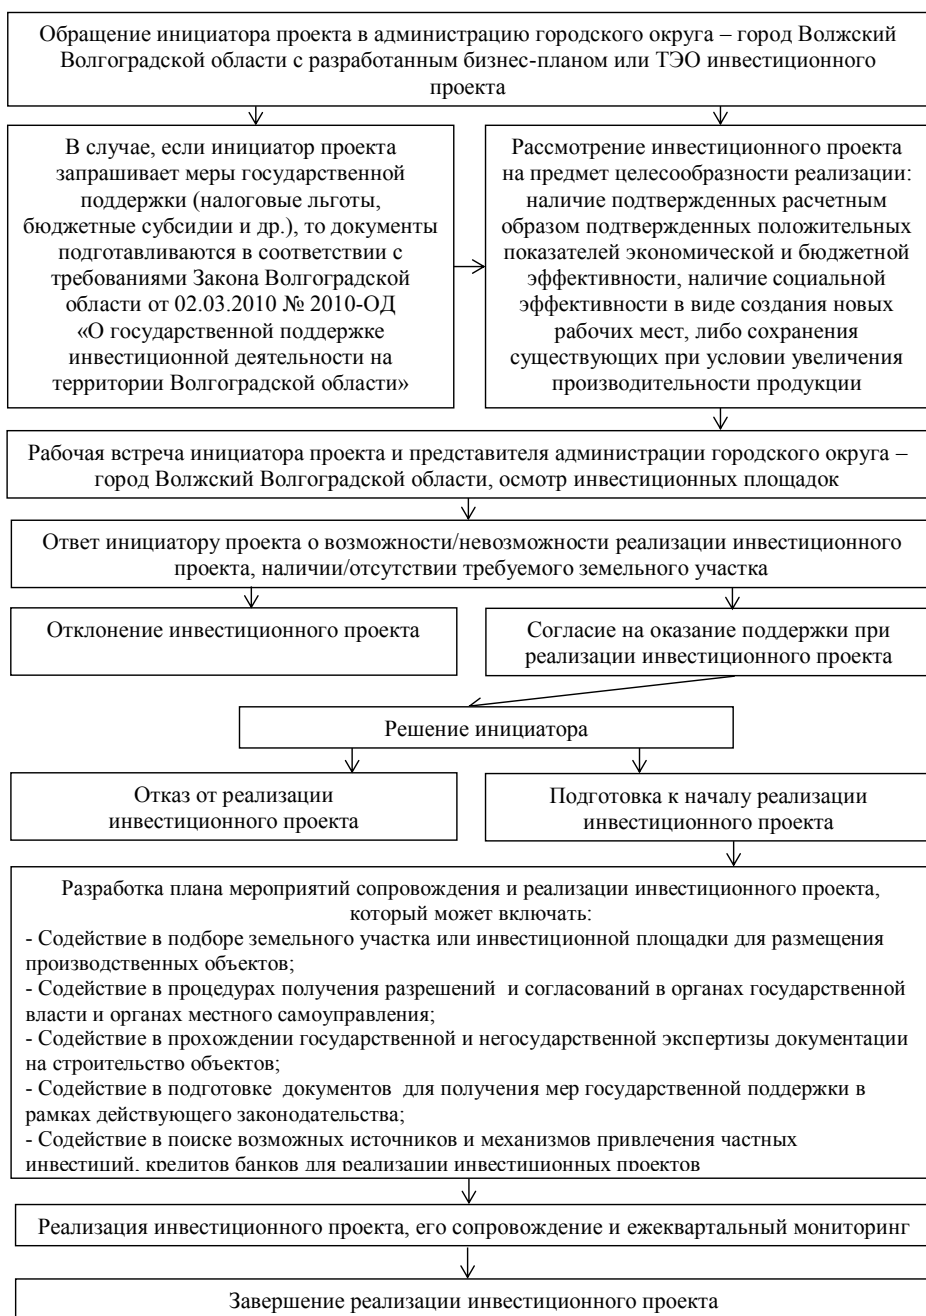 Обращение инициатора проекта в администрацию городского округа – город Волжский
Волгоградской области с разработанным бизнес-планом или ТЭО инвестиционного
проекта
В случае, если инициатор проекта
запрашивает меры государственной
поддержки (налоговые льготы,
бюджетные субсидии и др.), то документы
подготавливаются в соответствии с
требованиями Закона Волгоградской
области от 02.03.2010 № 2010-ОД
«О государственной поддержке
инвестиционной деятельности на
территории Волгоградской области»
Рассмотрение инвестиционного проекта
на предмет целесообразности реализации:
наличие подтвержденных расчетным
образом подтвержденных положительных
показателей экономической и бюджетной
эффективности, наличие социальной
эффективности в виде создания новых
рабочих мест, либо сохранения
существующих при условии увеличения
производительности продукции
Рабочая встреча инициатора проекта и представителя администрации городского округа –
город Волжский Волгоградской области, осмотр инвестиционных площадок
Ответ инициатору проекта о возможности/невозможности реализации инвестиционного
проекта, наличии/отсутствии требуемого земельного участка
Отклонение инвестиционного проекта
Согласие на оказание поддержки при
реализации инвестиционного проекта
Решение инициатора
Отказ от реализации
инвестиционного проекта
Подготовка к началу реализации
инвестиционного проекта
Разработка плана мероприятий сопровождения и реализации инвестиционного проекта,
который может включать:
- Содействие в подборе земельного участка или инвестиционной площадки для размещения
производственных объектов;
- Содействие в процедурах получения разрешений и согласований в органах государственной
власти и органах местного самоуправления;
- Содействие в прохождении государственной и негосударственной экспертизы документации
на строительство объектов;
- Содействие в подготовке документов для получения мер государственной поддержки в
рамках действующего законодательства;
- Содействие в поиске возможных источников и механизмов привлечения частных
инвестиций, кредитов банков для реализации инвестиционных проектов
Реализация инвестиционного проекта, его сопровождение и ежеквартальный мониторинг
Завершение реализации инвестиционного проекта